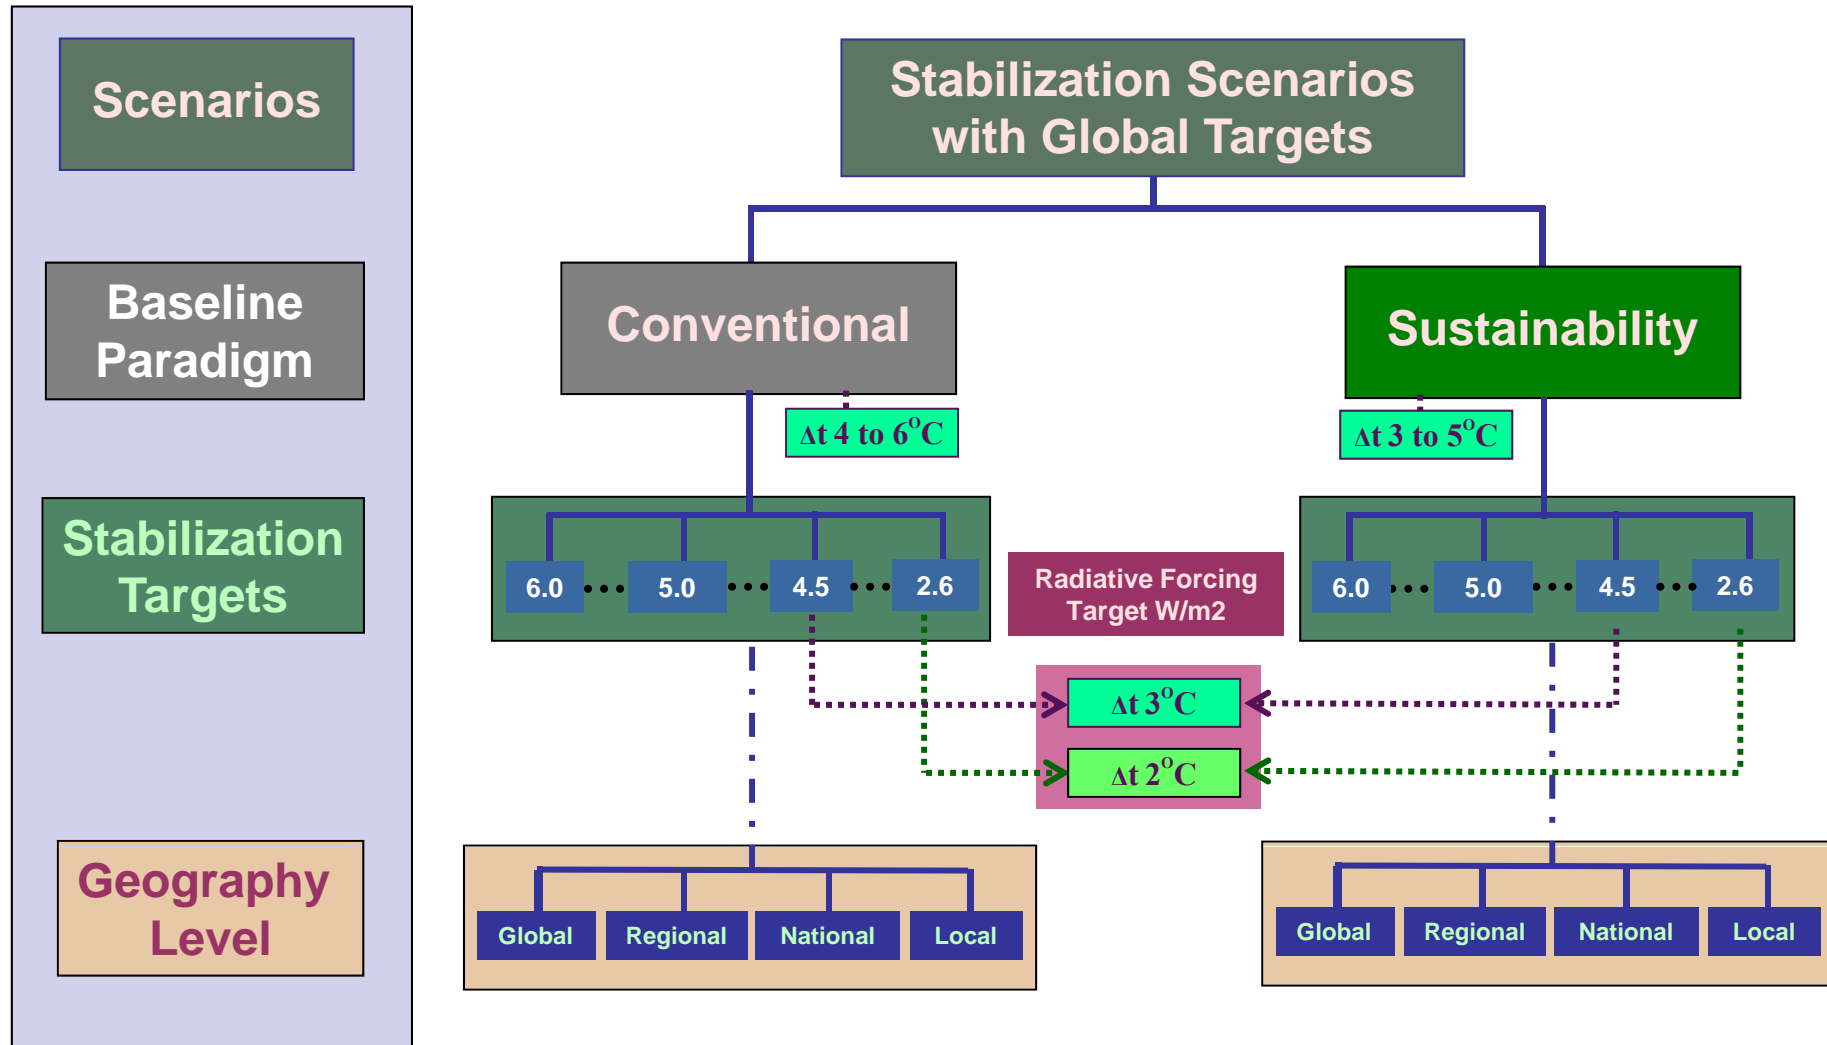 Scenarios
Stabilization Scenarios
with Global Targets
Baseline
Paradigm
Conventional
Sustainability
Δt 4 to 6°C
Δt 3 to 5°C
Stabilization
Targets
6.0
5.0
4.5
2.6
Radiative Forcing
Target W/m2
6.0
5.0
4.5
2.6
Δt 3°C
Δt 2°C
Geography
Level
Global
Regional
National
Local
Global
Regional
National
Local